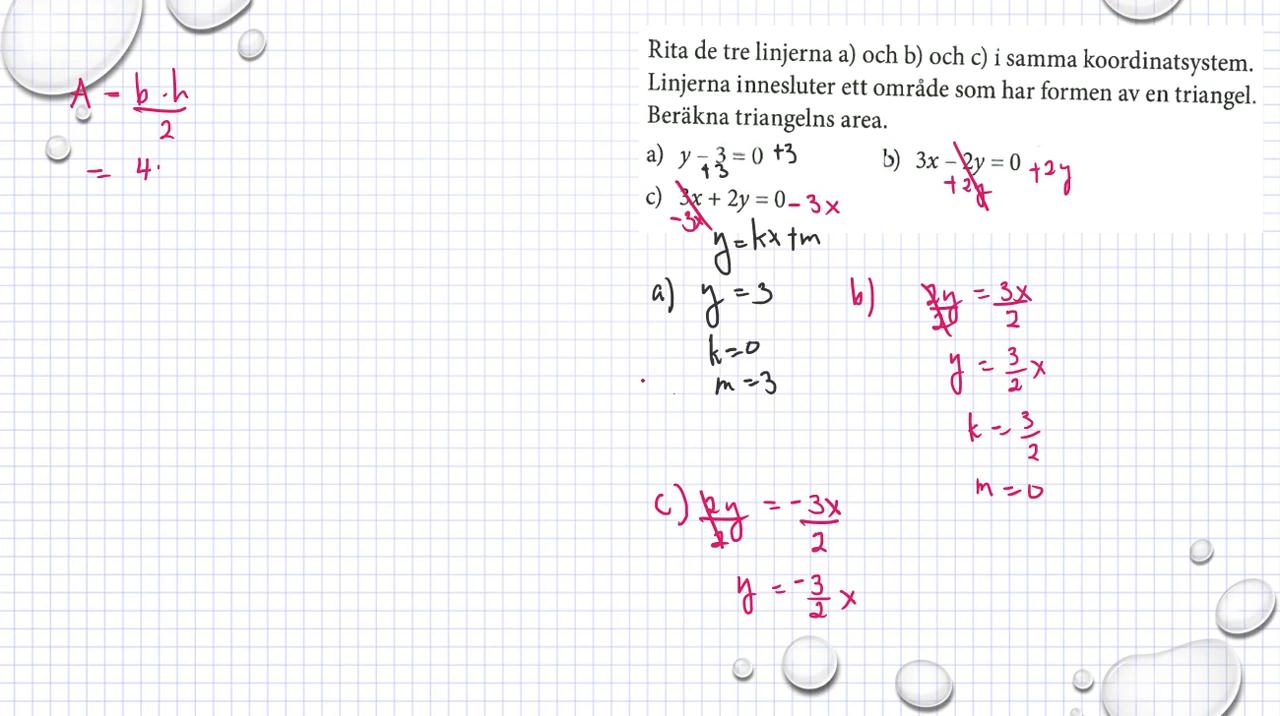 A = b · h / 2
= 4 ·
Rita de tre linjerna a) och b) och c) i samma koordinatsystem.
Linjerna innesluter ett område som har formen av en triangel.
Beräkna triangelns area.
a) y – 3 = 0 +3
+3
b) 3x – 2y = 0 +2y
+2y
c) 3x + 2y = 0 -3x
-3x
y = kx + m
a) y = 3
k = 0
m = 3
b) 2y/2 = 3x/2
y = 3/2 x
k = 3/2
m = 0
c) 2y/2 = -3x/2
y = -3/2 x